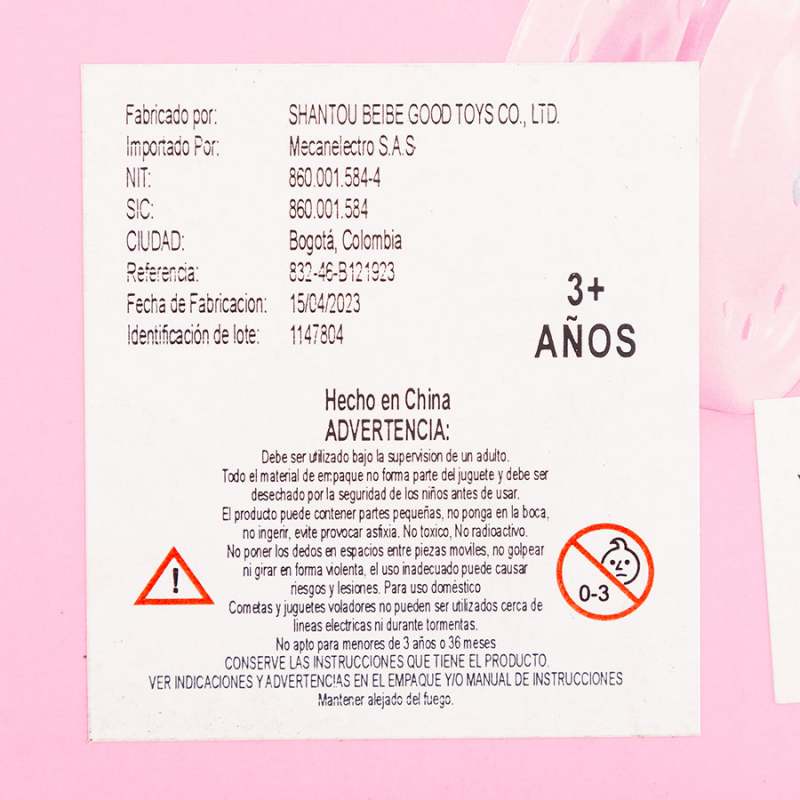 Fabricado por: SHANTOU BEIBE GOOD TOYS CO., LTD.
Importado Por: Mecanelectro S.A.S
NIT: 860.001.584-4
SIC: 860.001.584
CIUDAD: Bogotá, Colombia
Referencia: 832-46-B121923
Fecha de Fabricacion: 15/04/2023
Identificación de lote: 1147804
3+
AÑOS
Hecho en China
ADVERTENCIA:
Debe ser utilizado bajo la supervision de un adulto.
Todo el material de empaque no forma parte del juguete y debe ser
desechado por la seguridad de los niños antes de usar.
El producto puede contener partes pequeñas, no ponga en la boca,
no ingerir, evite provocar asfixia. No toxico, No radioactivo.
No poner los dedos en espacios entre piezas moviles, no golpear
ni girar en forma violenta, el uso inadecuado puede causar
riesgos y lesiones. Para uso doméstico
Cometas y juguetes voladores no pueden ser utilizados cerca de
lineas electricas ni durante tormentas.
No apto para menores de 3 años o 36 meses
CONSERVE LAS INSTRUCCIONES QUE TIENE EL PRODUCTO.
VER INDICACIONES Y ADVERTENCIAS EN EL EMPAQUE Y/O MANUAL DE INSTRUCCIONES
Mantener alejado del fuego.
!
0-3